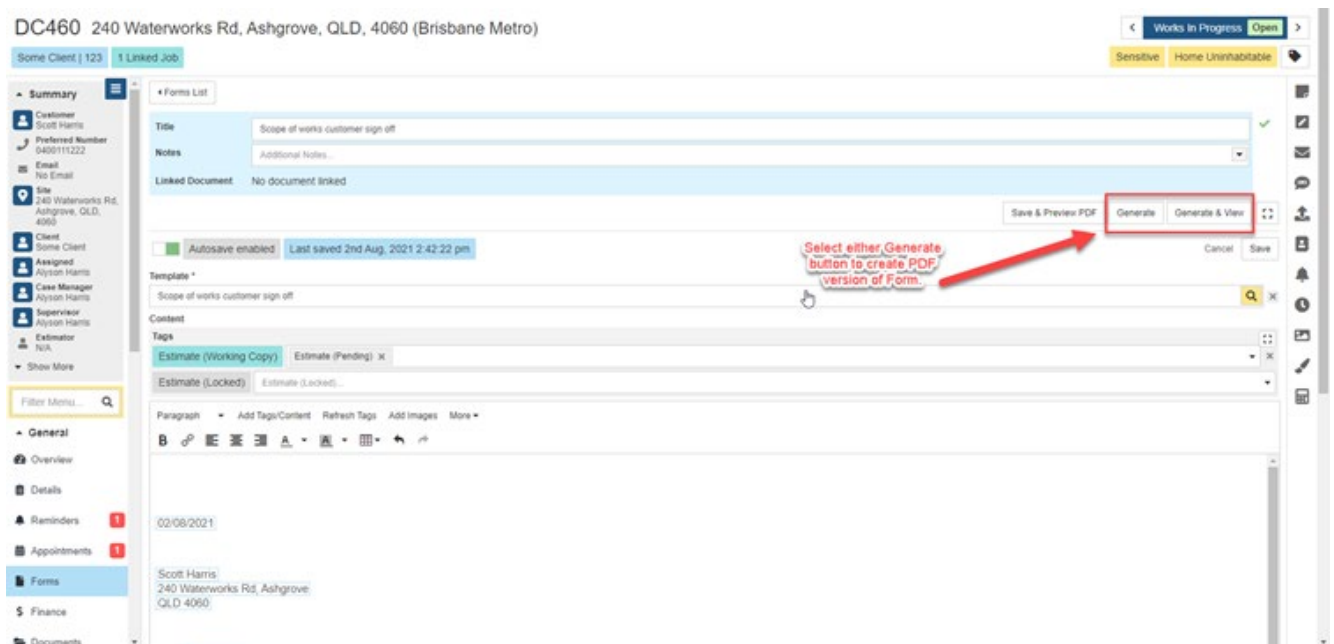 DC460 240 Waterworks Rd, Ashgrove, QLD, 4060 (Brisbane Metro)
Works In Progress Open
Some Client | 123
1 Linked Job
Sensitive
Home Uninhabitable
Summary
Customer
Scott Harris
Preferred Number
0400111222
Email
No Email
Site
240 Waterworks Rd,
Ashgrove, QLD,
4060
Client
Some Client
Assigned
Alyson Harris
Case Manager
Alyson Harris
Supervisor
Alyson Harris
Estimator
N/A
Show More
Filter Menu...
General
Overview
Details
Reminders 1
Appointments 1
Forms
Finance
Documents
Forms List
Title Scope of works customer sign off
Notes Additional Notes...
Linked Document No document linked
Save & Preview PDF Generate Generate & View
Autosave enabled Last saved 2nd Aug, 2021 2:42:22 pm
Cancel Save
Select either Generate
button to create PDF
version of Form.
Template *
Scope of works customer sign off
Content
Tags
Estimate (Working Copy) Estimate (Pending) x
Estimate (Locked) Estimate (Locked)...
Paragraph Add Tags/Content Refresh Tags Add Images More
B A A
02/08/2021
Scott Harris
240 Waterworks Rd, Ashgrove
QLD 4060